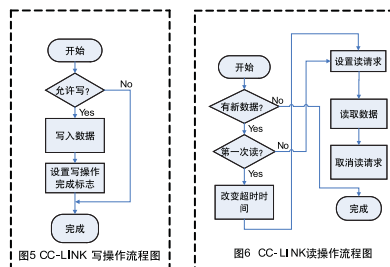 开始
允许写?
No
Yes
写入数据
设置写操作
完成标志
完成
图5 CC-LINK 写操作流程图
开始
有新数据?
No
Yes
第一次读?
No
Yes
改变超时时
间
设置读请求
读取数据
取消读请求
完成
图6 CC-LINK读操作流程图